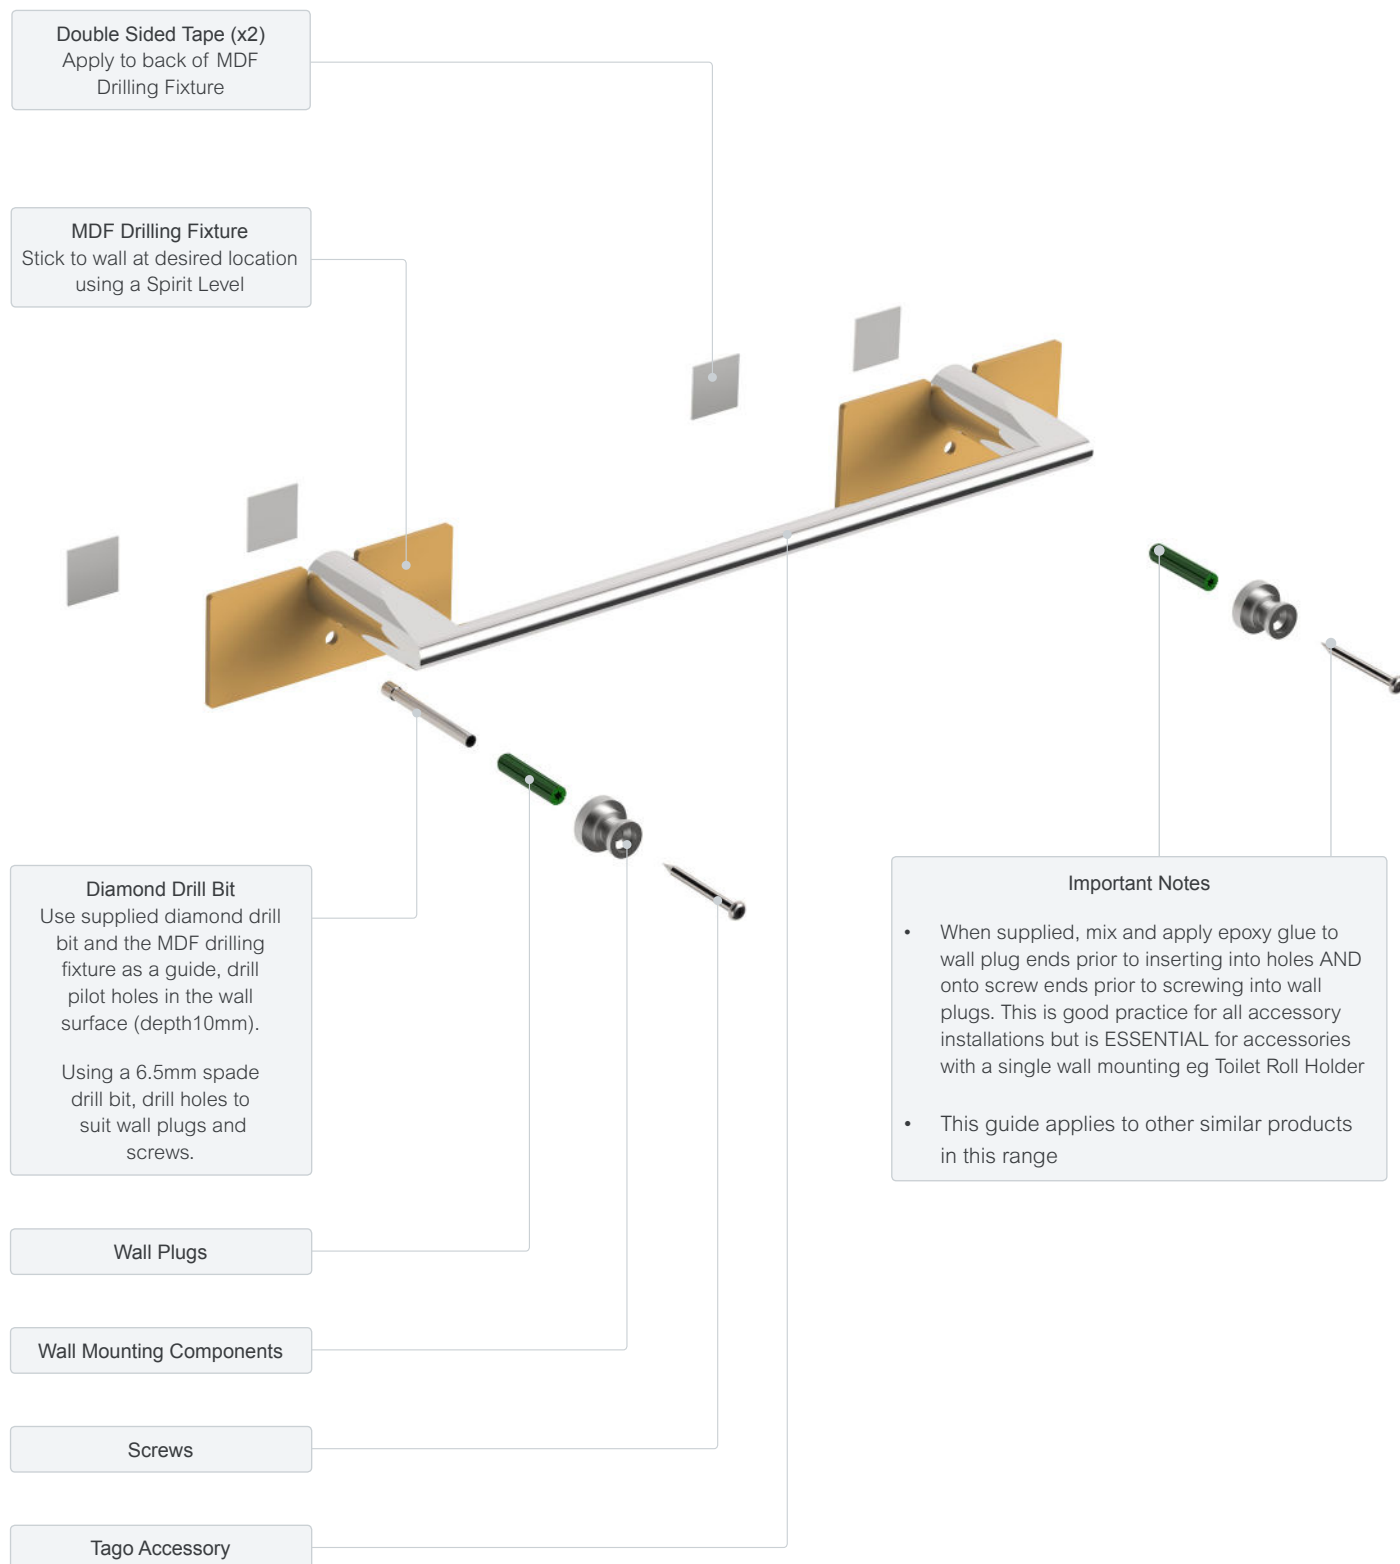 Double Sided Tape (x2)
Apply to back of MDF
Drilling Fixture
MDF Drilling Fixture
Stick to wall at desired location
using a Spirit Level
Diamond Drill Bit
Use supplied diamond drill
bit and the MDF drilling
fixture as a guide, drill
pilot holes in the wall
surface (depth10mm).
Using a 6.5mm spade
drill bit, drill holes to
suit wall plugs and
screws.
Important Notes
• When supplied, mix and apply epoxy glue to
wall plug ends prior to inserting into holes AND
onto screw ends prior to screwing into wall
plugs. This is good practice for all accessory
installations but is ESSENTIAL for accessories
with a single wall mounting eg Toilet Roll Holder
• This guide applies to other similar products
in this range
Wall Plugs
Wall Mounting Components
Screws
Tago Accessory